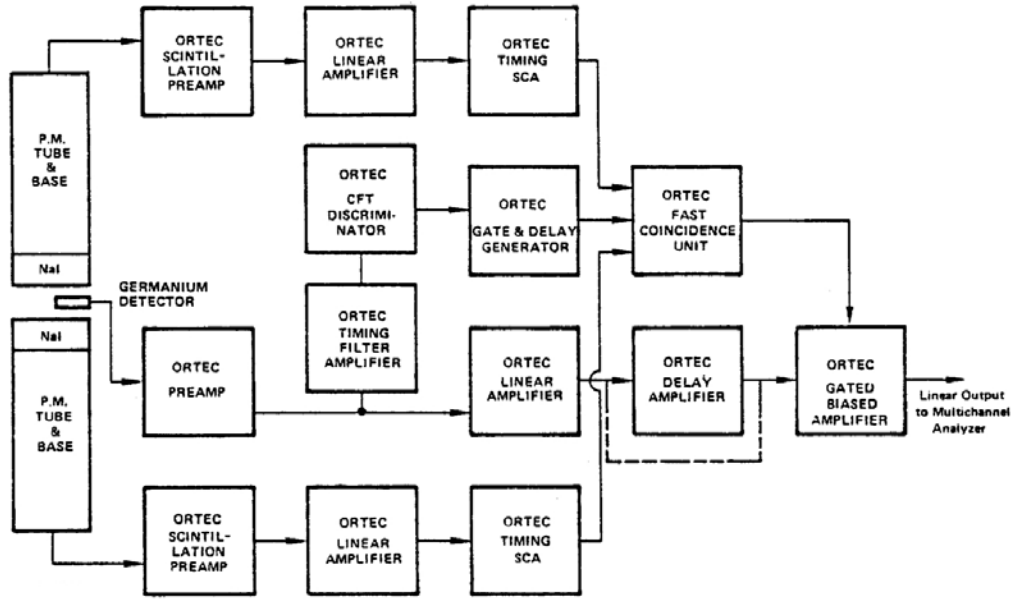 ORTEC
SCINTIL-
LATION
PREAMP
ORTEC
LINEAR
AMPLIFIER
ORTEC
TIMING
SCA
P.M.
TUBE
&
BASE
NaI
ORTEC
CFT
DISCRIMI-
NATOR
ORTEC
GATE & DELAY
GENERATOR
ORTEC
FAST
COINCIDENCE
UNIT
GERMANIUM
DETECTOR
ORTEC
TIMING
FILTER
AMPLIFIER
NaI
P.M.
TUBE
&
BASE
ORTEC
PREAMP
ORTEC
LINEAR
AMPLIFIER
ORTEC
DELAY
AMPLIFIER
ORTEC
GATED
BIASED
AMPLIFIER
Linear Output
to Multichannel
Analyzer
ORTEC
SCINTIL-
LATION
PREAMP
ORTEC
LINEAR
AMPLIFIER
ORTEC
TIMING
SCA